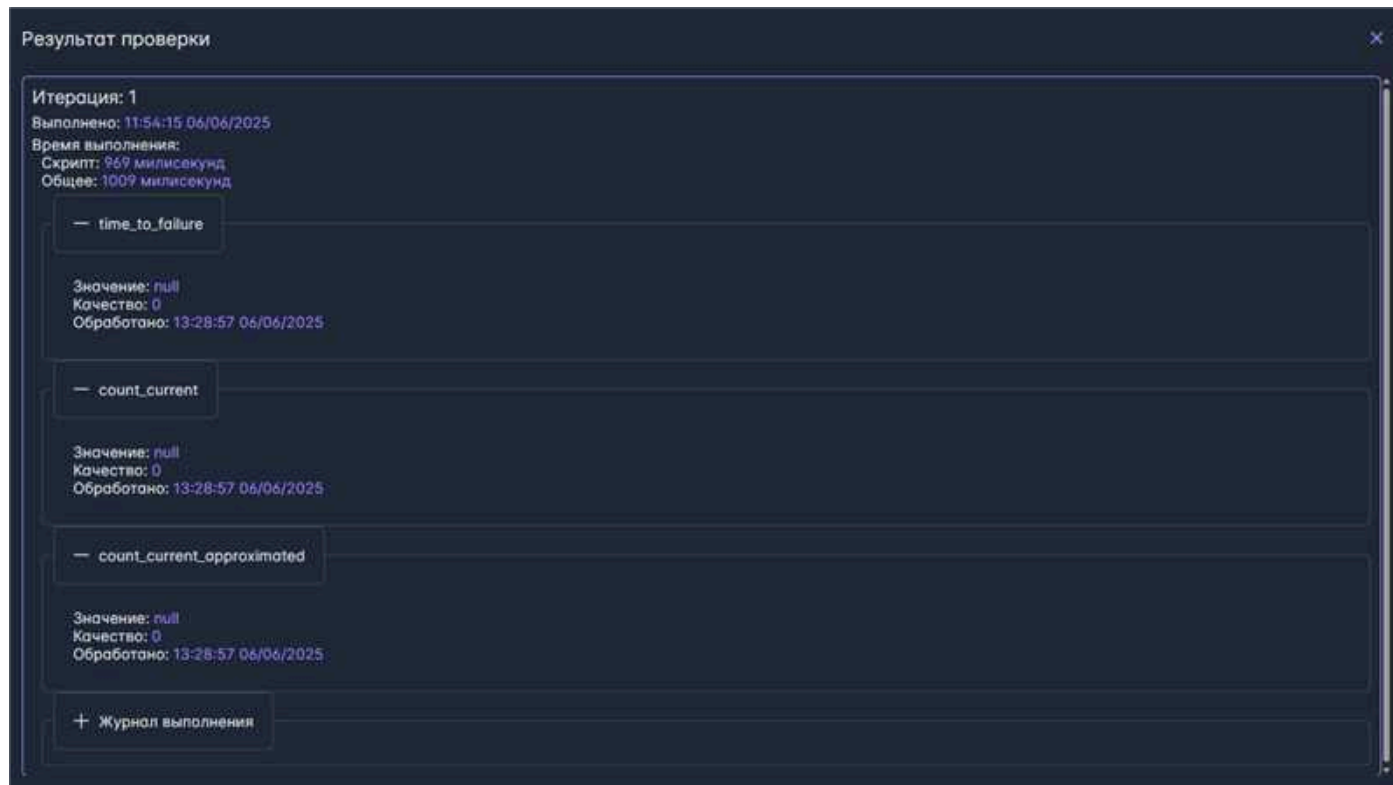 Результат проверки
Итерация: 1
Выполнено: 11:54:15 06/06/2025
Время выполнения:
Скрипт: 969 милисекунд
Общее: 1009 милисекунд
time_to_failure
Значение: null
Качество: 0
Обработано: 13:28:57 06/06/2025
count_current
Значение: null
Качество: 0
Обработано: 13:28:57 06/06/2025
count_current_approximated
Значение: null
Качество: 0
Обработано: 13:28:57 06/06/2025
Журнал выполнения